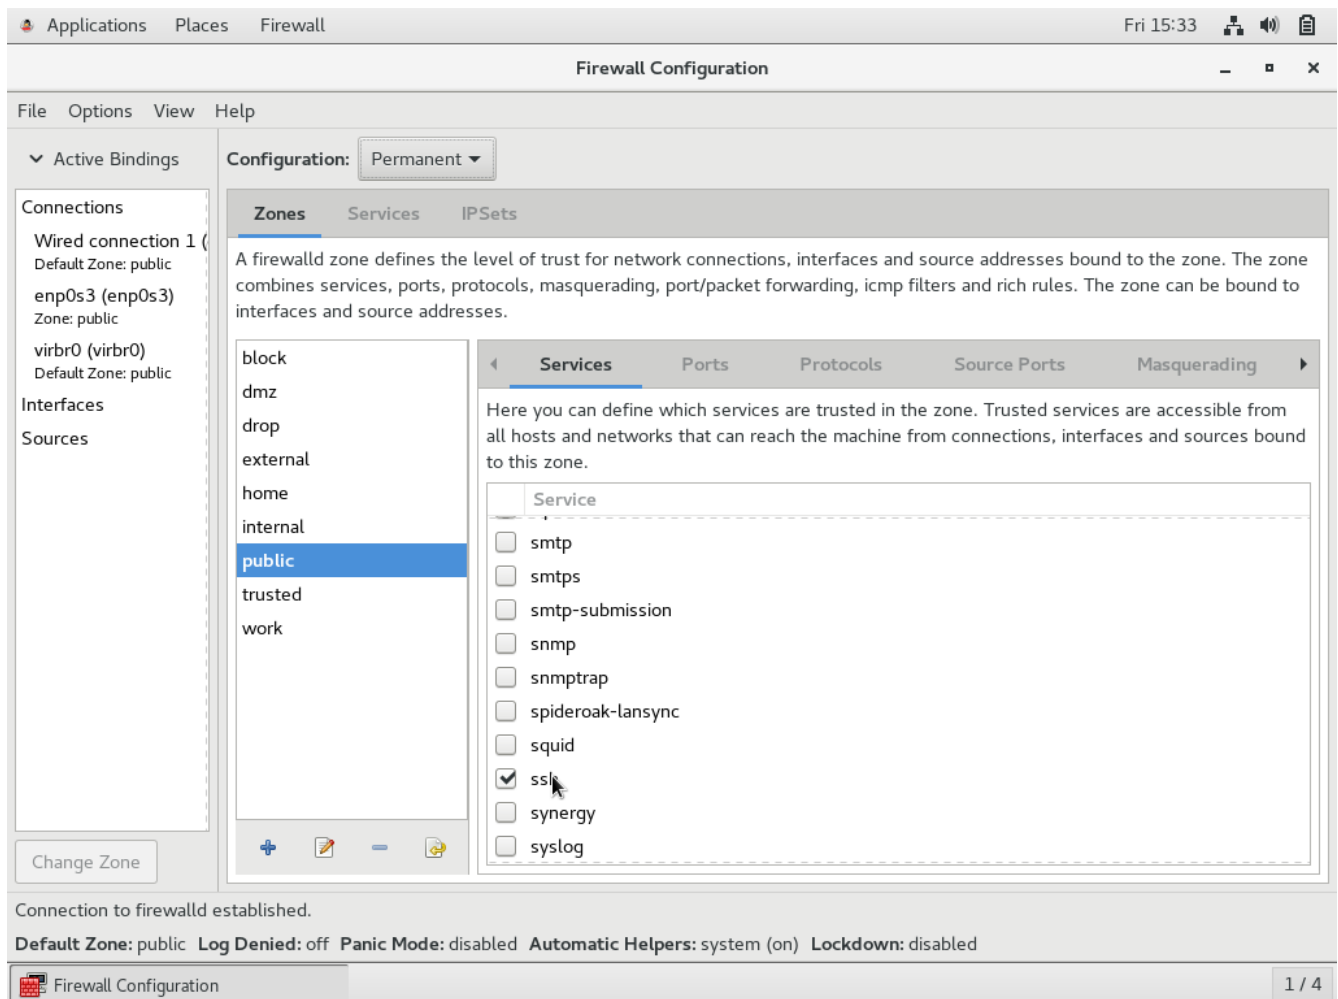 Applications Places Firewall Fri 15:33
Firewall Configuration
File Options View Help
Active Bindings
Configuration: Permanent
Connections
Wired connection 1 (
Default Zone: public
enp0s3 (enp0s3)
Zone: public
virbr0 (virbr0)
Default Zone: public
Interfaces
Sources
Change Zone
Zones Services IPSets
A firewalld zone defines the level of trust for network connections, interfaces and source addresses bound to the zone. The zone
combines services, ports, protocols, masquerading, port/packet forwarding, icmp filters and rich rules. The zone can be bound to
interfaces and source addresses.
block
dmz
drop
external
home
internal
public
trusted
work
Services Ports Protocols Source Ports Masquerading
Here you can define which services are trusted in the zone. Trusted services are accessible from
all hosts and networks that can reach the machine from connections, interfaces and sources bound
to this zone.
Service
smtp
smtps
smtp-submission
snmp
snmptrap
spideroak-lansync
squid
ssh
synergy
syslog
Connection to firewalld established.
Default Zone: public Log Denied: off Panic Mode: disabled Automatic Helpers: system (on) Lockdown: disabled
Firewall Configuration 1 / 4